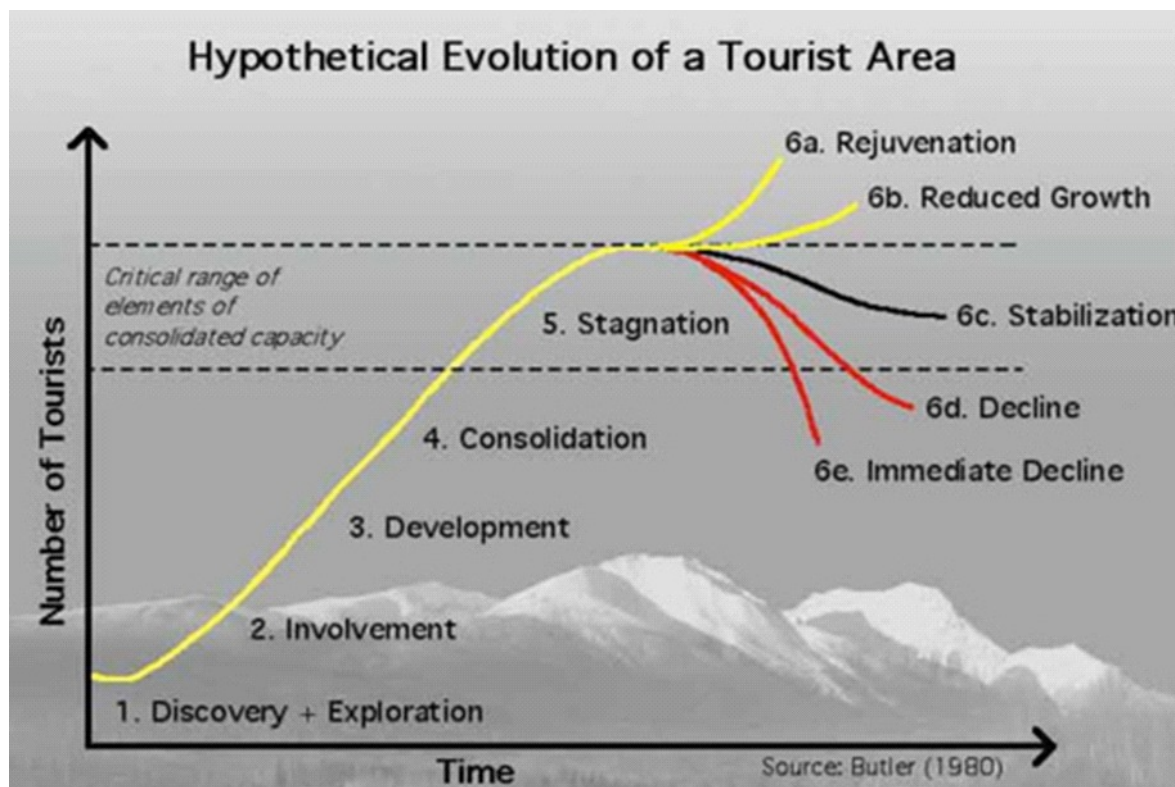 Hypothetical Evolution of a Tourist Area
6a. Rejuvenation
6b. Reduced Growth
Critical range of
elements of
consolidated capacity
6c. Stabilization
5. Stagnation
6d. Decline
4. Consolidation
6e. Immediate Decline
3. Development
2. Involvement
1. Discovery + Exploration
Number of Tourists
Time
Source: Butler (1980)